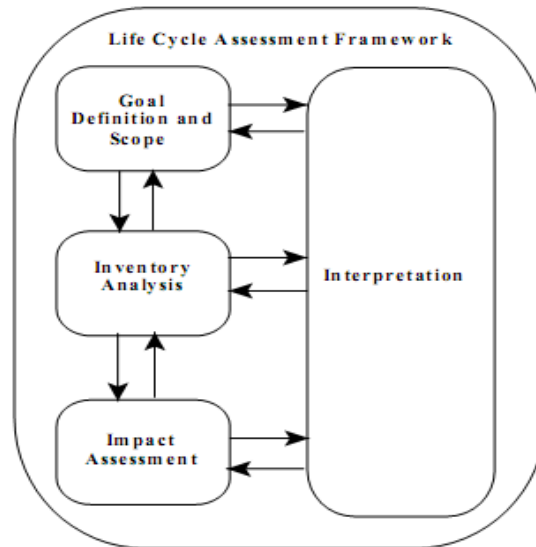 Life Cycle Assessment Framework
Goal
Definition and
Scope
Inventory
Analysis
Interpretation
Impact
Assessment